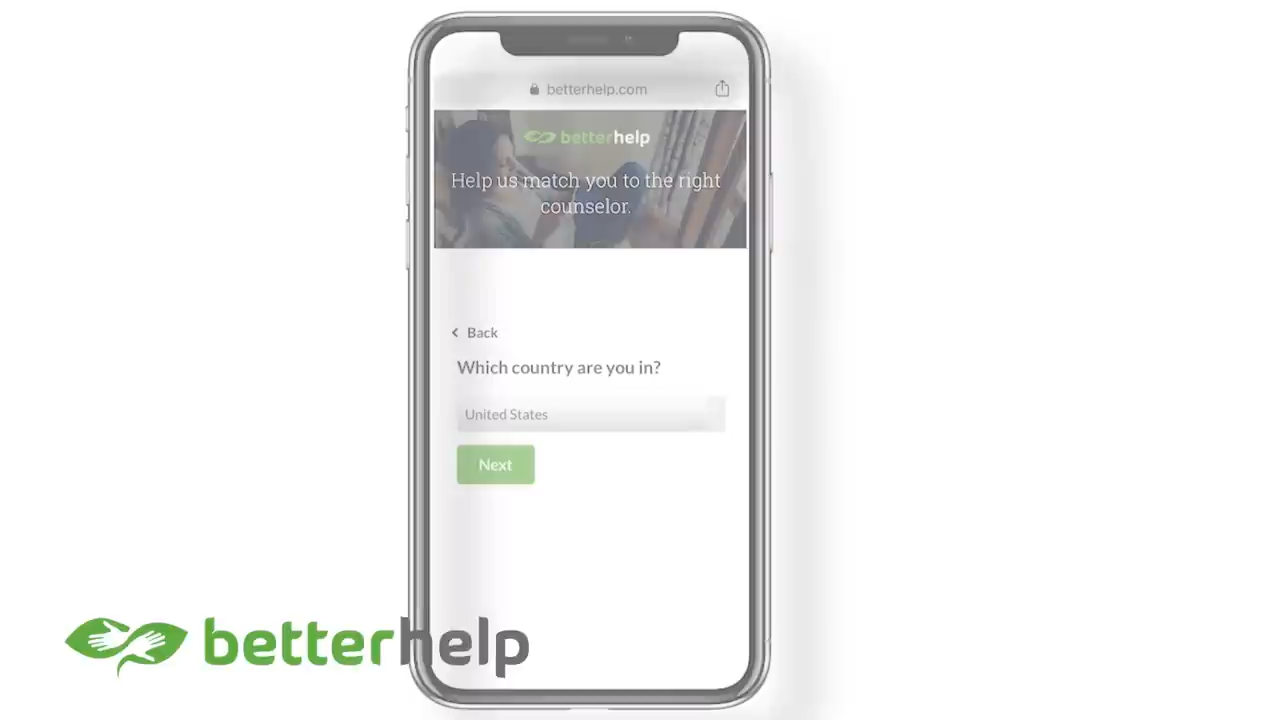 betterhelp.com
betterhelp
Help us match you to the right
counselor.
Back
Which country are you in?
United States
Next
betterhelp